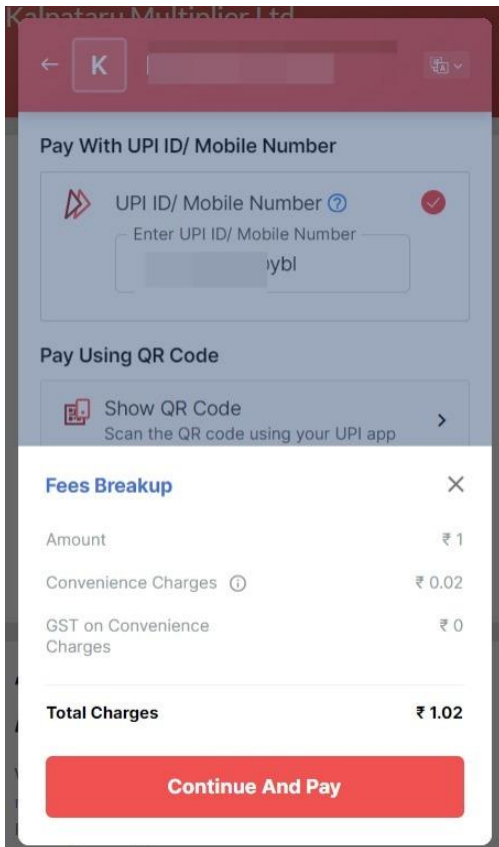 Kalpataru Multiplier Ltd
K
Pay With UPI ID/ Mobile Number
UPI ID/ Mobile Number
Enter UPI ID/ Mobile Number
ybl
Pay Using QR Code
Show QR Code
Scan the QR code using your UPI app
Fees Breakup
Amount ₹ 1
Convenience Charges ₹ 0.02
GST on Convenience ₹ 0
Charges
Total Charges ₹ 1.02
Continue And Pay